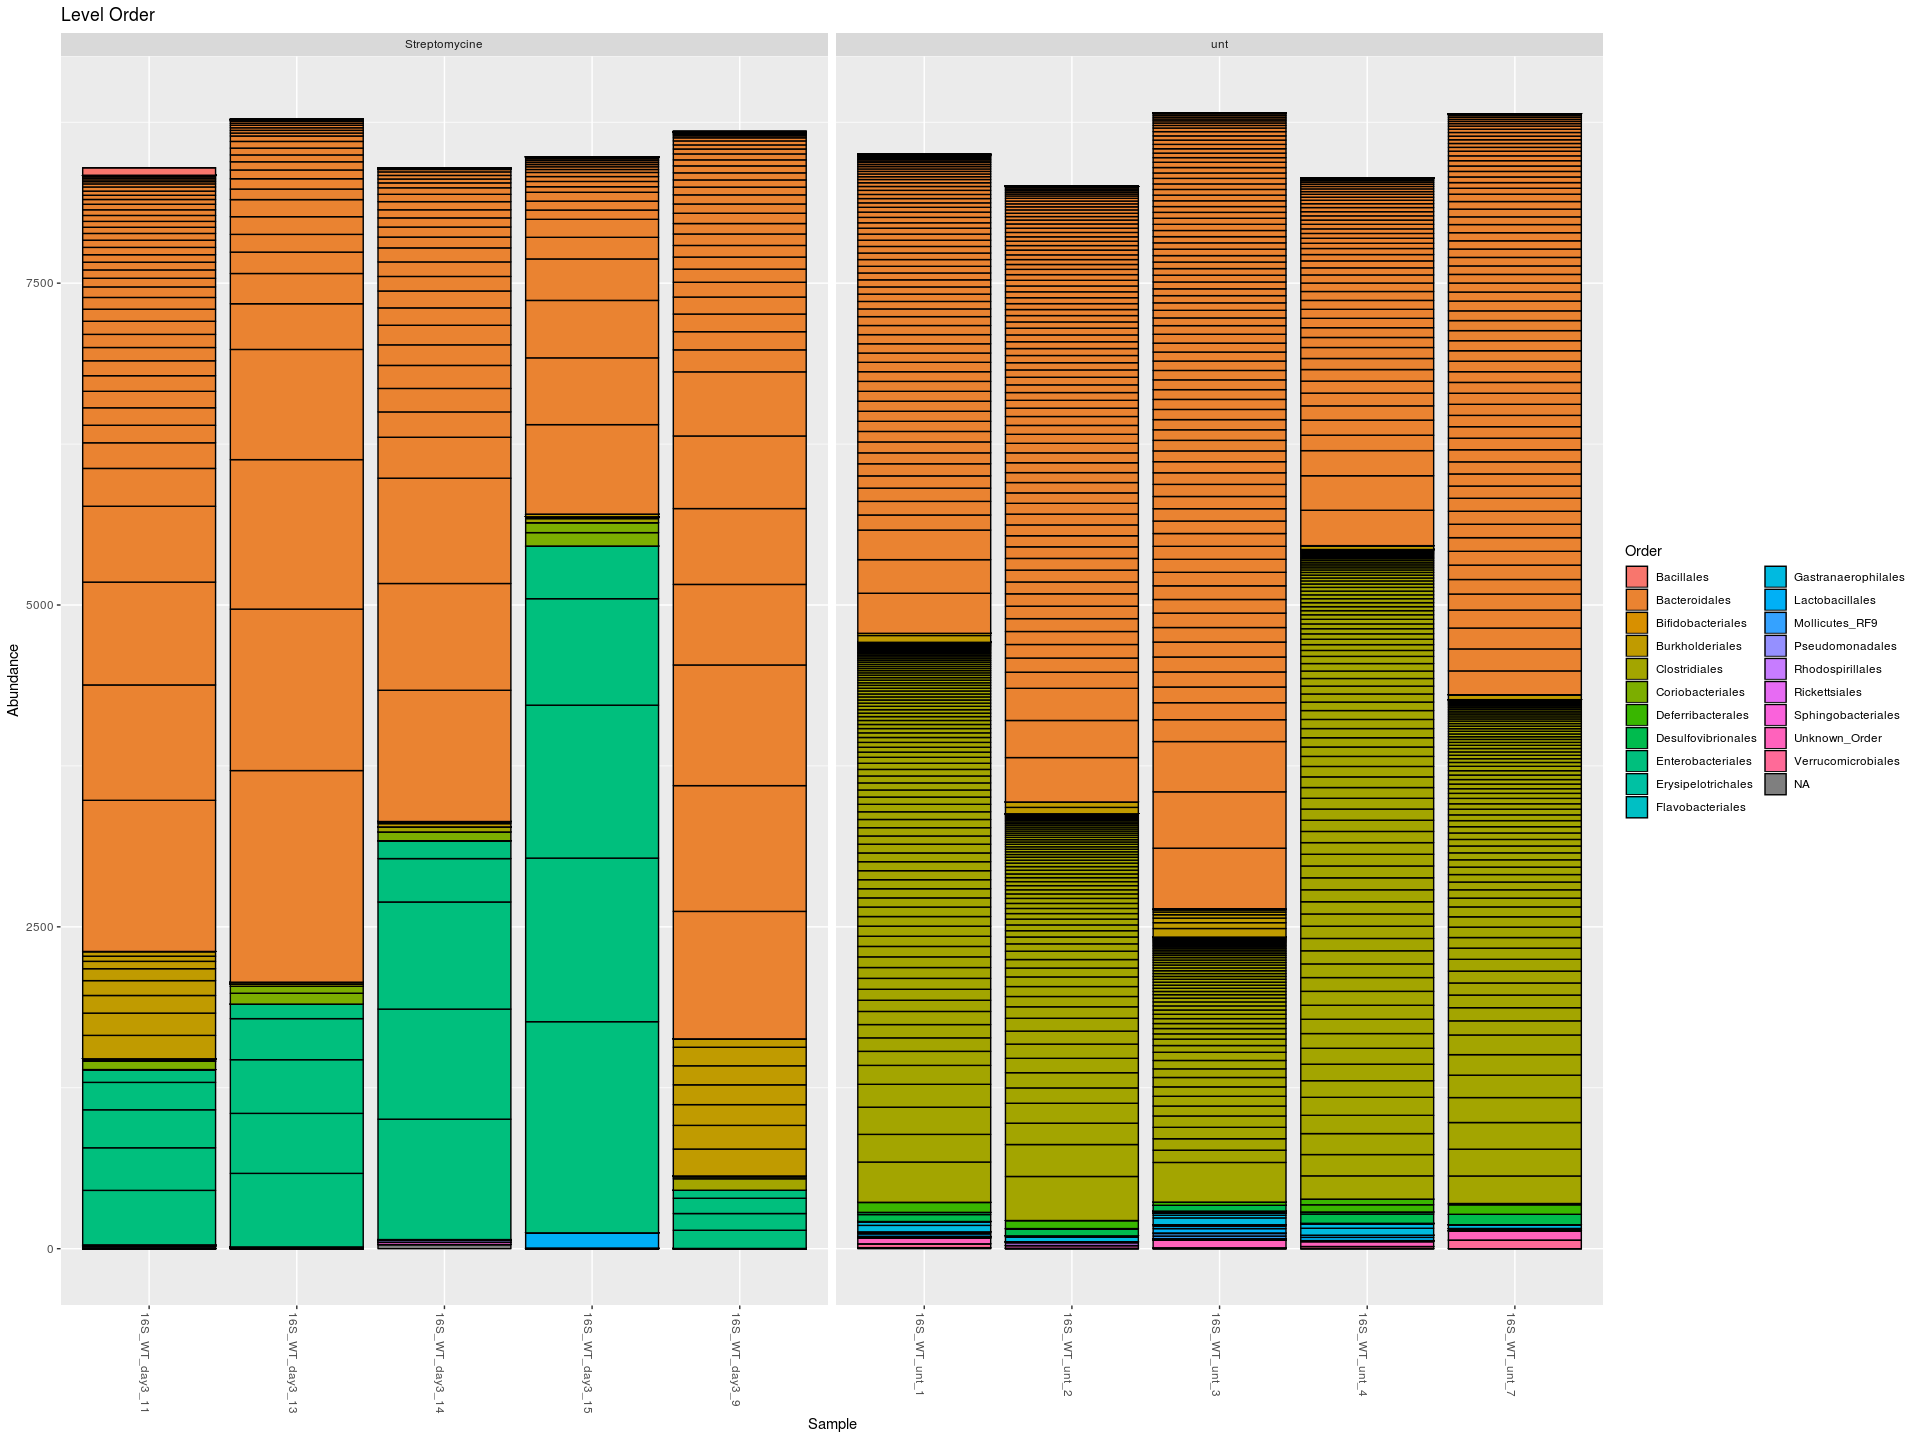 Level Order
Streptomycine
unt
Abundance
7500
5000
2500
0
16S_WT_day3_11
16S_WT_day3_13
16S_WT_day3_14
16S_WT_day3_15
16S_WT_day3_9
16S_WT_unt_1
16S_WT_unt_2
16S_WT_unt_3
16S_WT_unt_4
16S_WT_unt_7
Sample
Order
Bacillales
Bacteroidales
Bifidobacteriales
Burkholderiales
Clostridiales
Coriobacteriales
Deferribacterales
Desulfovibrionales
Enterobacteriales
Erysipelotrichales
Flavobacteriales
Gastranaerophilales
Lactobacillales
Mollicutes_RF9
Pseudomonadales
Rhodospirillales
Rickettsiales
Sphingobacteriales
Unknown_Order
Verrucomicrobiales
NA